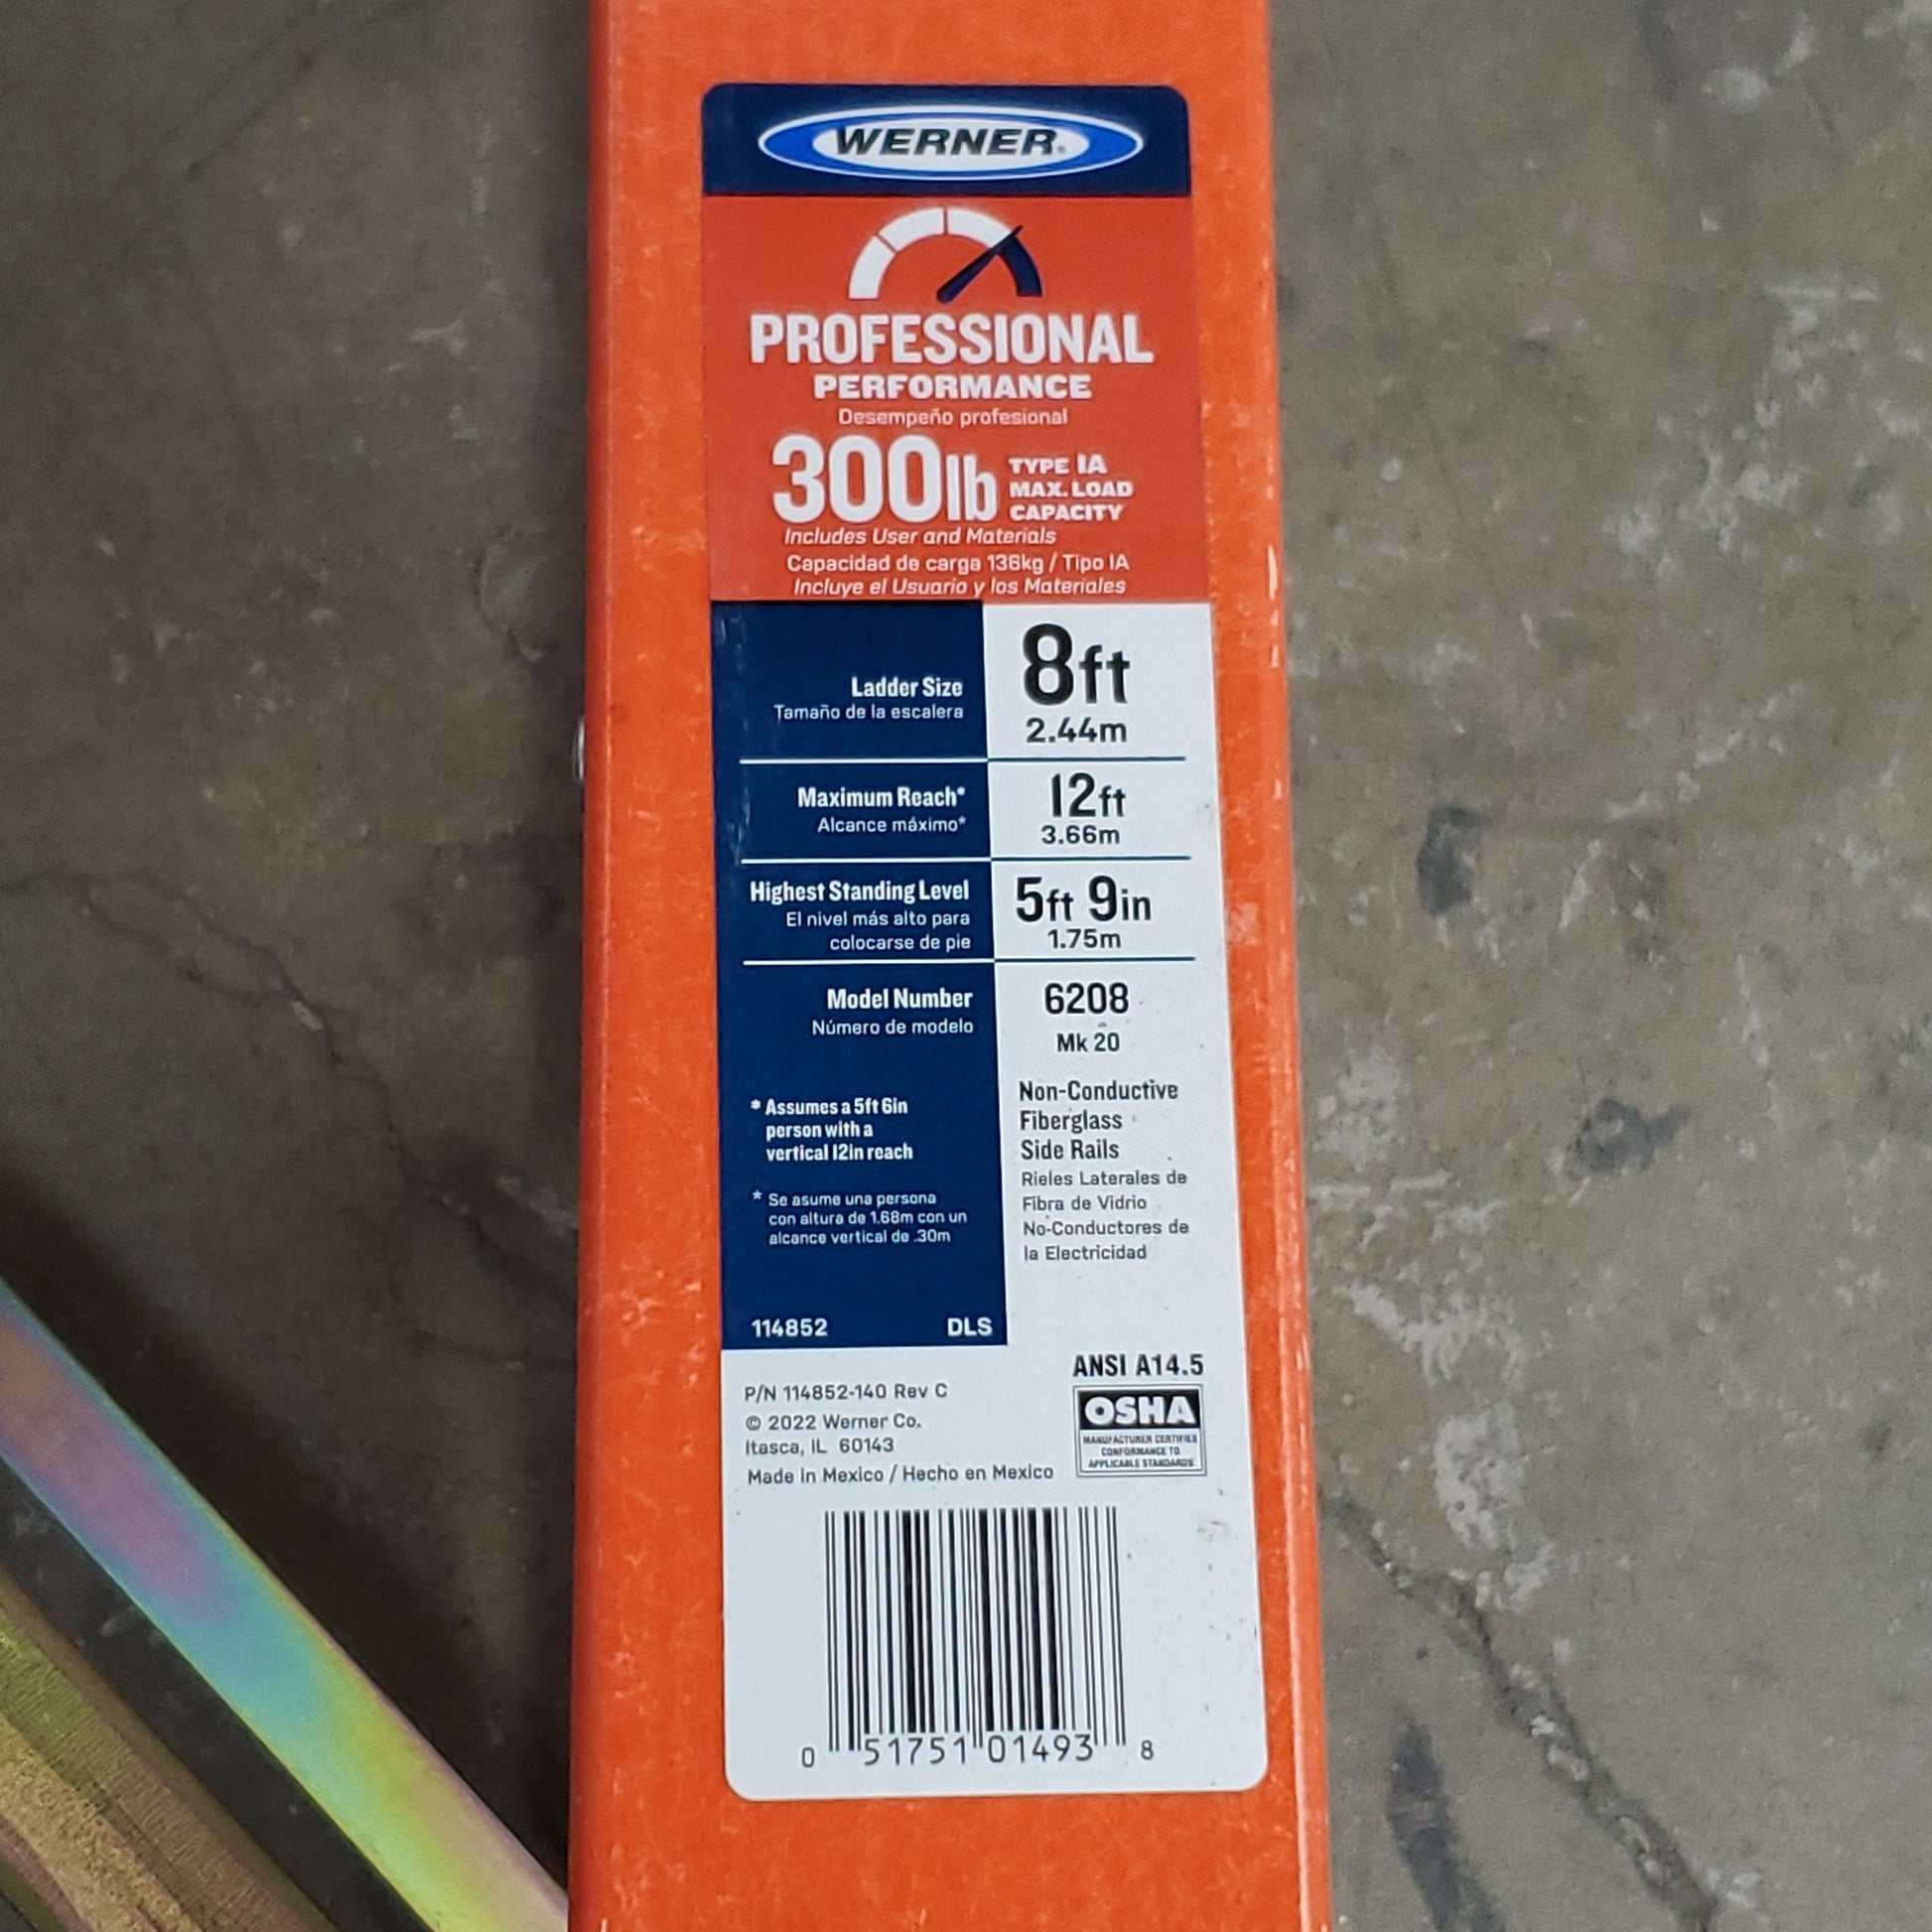 WERNER®
PROFESSIONAL
PERFORMANCE
Desempeño profesional
300lb TYPE IA
MAX. LOAD
CAPACITY
Includes User and Materials
Capacidad de carga 136kg / Tipo IA
Incluye el Usuario y los Materiales
Ladder Size
Tamaño de la escalera
8ft
2.44m
Maximum Reach*
Alcance máximo*
12ft
3.66m
Highest Standing Level
El nivel más alto para
colocarse de pie
5ft 9in
1.75m
Model Number
Número de modelo
6208
Mk 20
* Assumes a 5ft 6in
person with a
vertical 12in reach
* Se asume una persona
con altura de 1.68m con un
alcance vertical de .30m
Non-Conductive
Fiberglass
Side Rails
Rieles Laterales de
Fibra de Vidrio
No-Conductores de
la Electricidad
114852 DLS
P/N 114852-140 Rev C
© 2022 Werner Co.
Itasca, IL 60143
Made in Mexico / Hecho en Mexico
ANSI A14.5
OSHA
MANUFACTURER CERTIFIES
CONFORMANCE TO
APPLICABLE STANDARDS
0 51751 01493 8